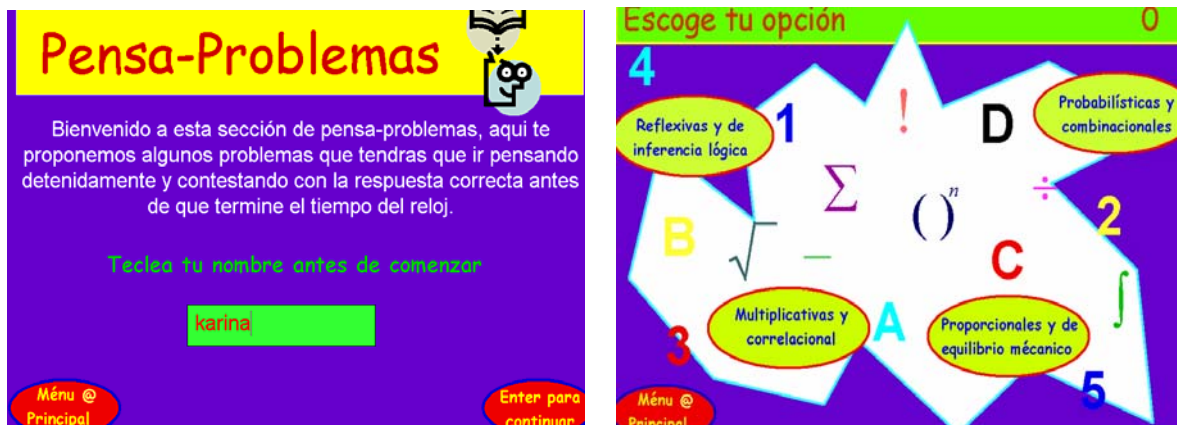 Pensa-Problemas
Bienvenido a esta sección de pensa-problemas, aqui te
proponemos algunos problemas que tendras que ir pensando
detenidamente y contestando con la respuesta correcta antes
de que termine el tiempo del reloj.
Teclea tu nombre antes de comenzar
karina
Ménu @
Principal
Enter para
continuar
Escoge tu opción 0
4
Reflexivas y de
inferencia lógica
1
!
D
Probabilísticas y
combinacionales
∑
( )ⁿ
÷
2
B
√
–
C
∫
Multiplicativas y
correlacional
A
Proporcionales y de
equilibrio mécanico
3
5
Ménu @
Principal